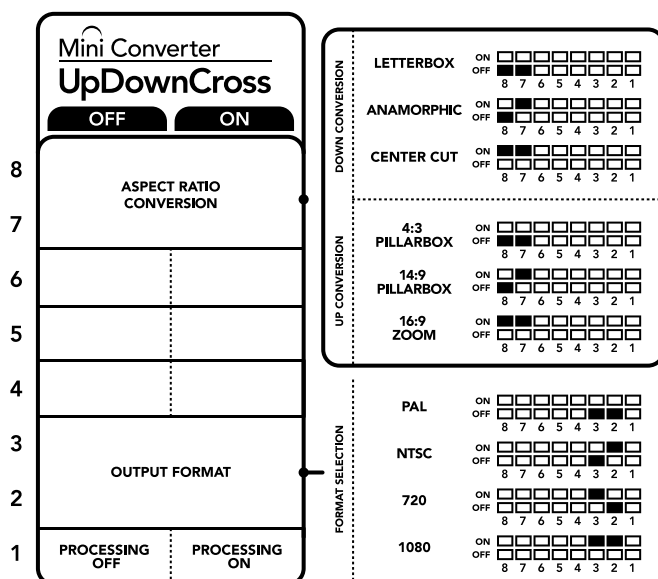 Mini Converter
UpDownCross
OFF ON
8
ASPECT RATIO
CONVERSION
7
6
5
4
3
OUTPUT FORMAT
2
1
PROCESSING
OFF
PROCESSING
ON
DOWN CONVERSION
LETTERBOX
ON
OFF
8 7 6 5 4 3 2 1
ANAMORPHIC
ON
OFF
8 7 6 5 4 3 2 1
CENTER CUT
ON
OFF
8 7 6 5 4 3 2 1
UP CONVERSION
4:3
PILLARBOX
ON
OFF
8 7 6 5 4 3 2 1
14:9
PILLARBOX
ON
OFF
8 7 6 5 4 3 2 1
16:9
ZOOM
ON
OFF
8 7 6 5 4 3 2 1
FORMAT SELECTION
PAL
ON
OFF
8 7 6 5 4 3 2 1
NTSC
ON
OFF
8 7 6 5 4 3 2 1
720
ON
OFF
8 7 6 5 4 3 2 1
1080
ON
OFF
8 7 6 5 4 3 2 1